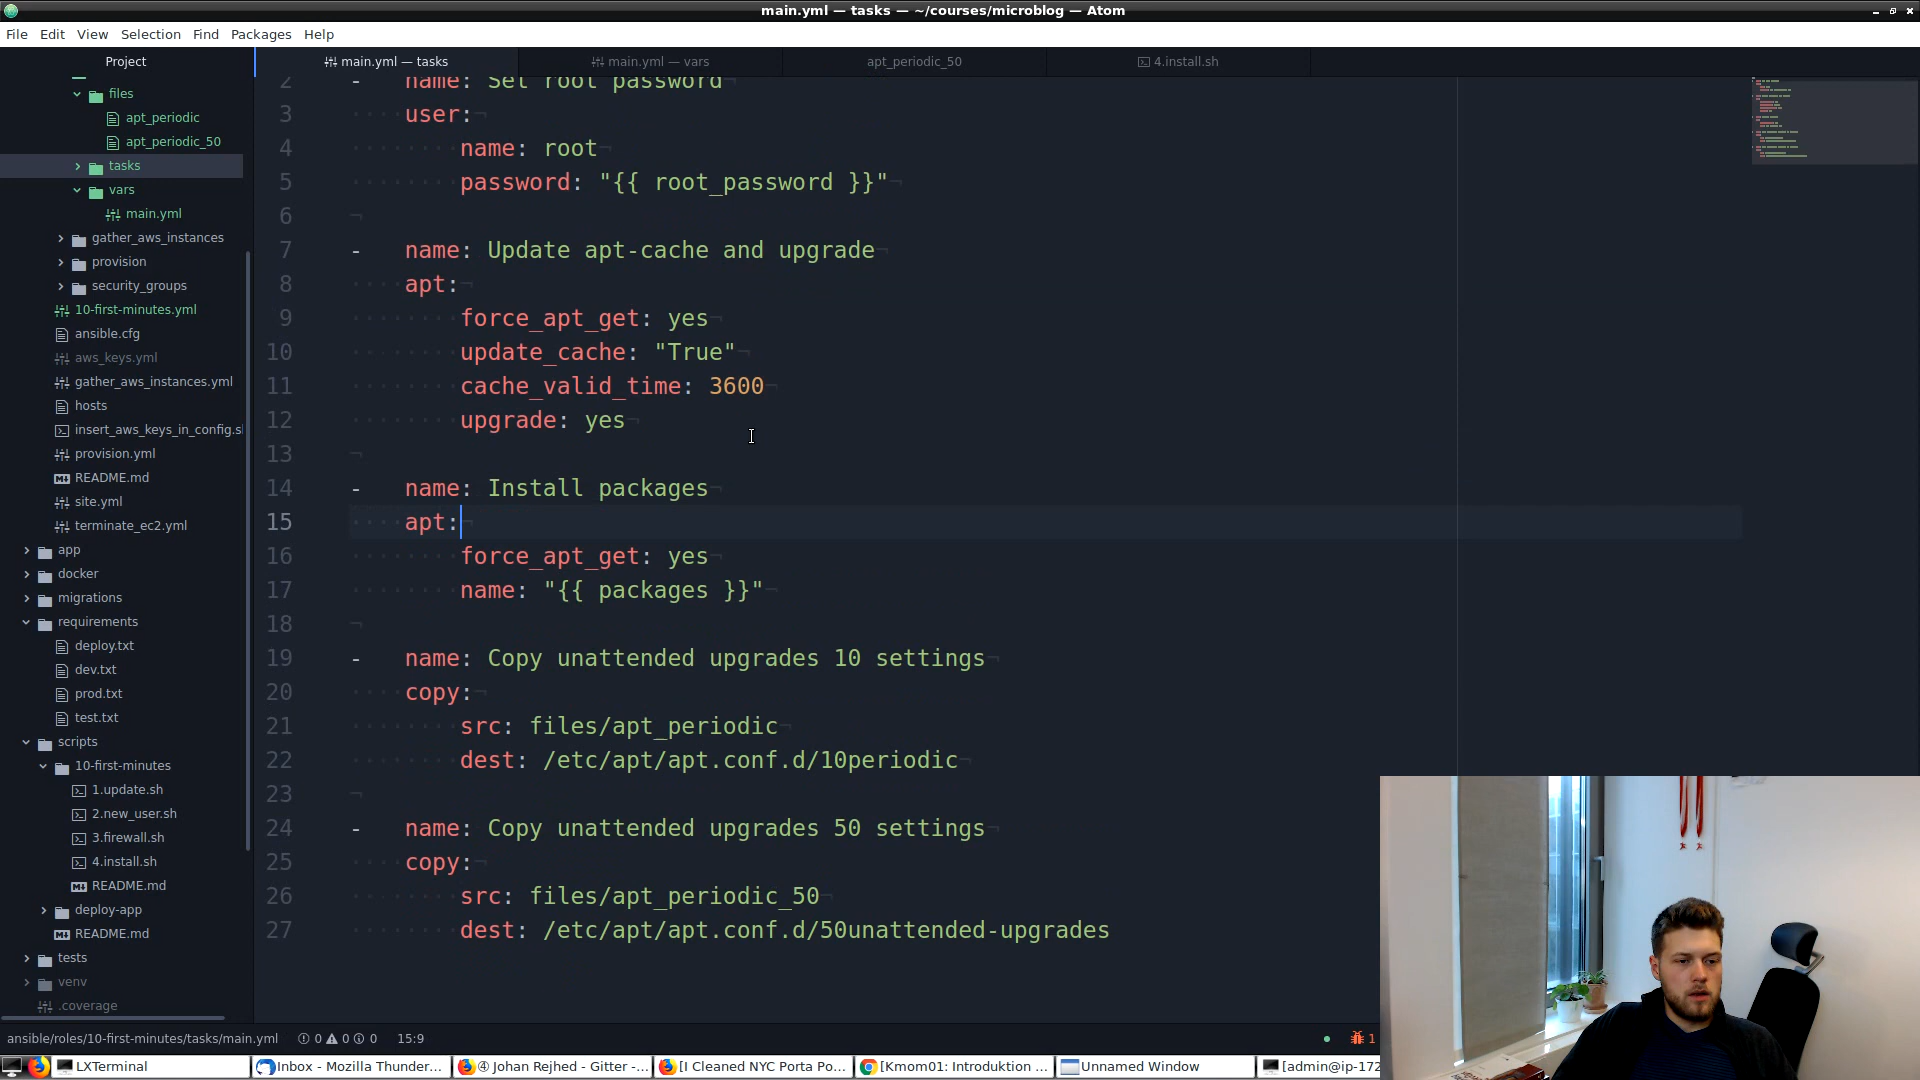 main.yml — tasks — ~/courses/microblog — Atom
File Edit View Selection Find Packages Help
Project
main.yml — tasks
main.yml — vars
apt_periodic_50
4.install.sh
files
apt_periodic
apt_periodic_50
tasks
vars
main.yml
gather_aws_instances
provision
security_groups
10-first-minutes.yml
ansible.cfg
aws_keys.yml
gather_aws_instances.yml
hosts
insert_aws_keys_in_config.s
provision.yml
README.md
site.yml
terminate_ec2.yml
app
docker
migrations
requirements
deploy.txt
dev.txt
prod.txt
test.txt
scripts
10-first-minutes
1.update.sh
2.new_user.sh
3.firewall.sh
4.install.sh
README.md
deploy-app
README.md
tests
venv
.coverage
2 - name: Set root password
3 user:
4 name: root
5 password: "{{ root_password }}"
6
7 - name: Update apt-cache and upgrade
8 apt:
9 force_apt_get: yes
10 update_cache: "True"
11 cache_valid_time: 3600
12 upgrade: yes
13
14 - name: Install packages
15 apt:
16 force_apt_get: yes
17 name: "{{ packages }}"
18
19 - name: Copy unattended upgrades 10 settings
20 copy:
21 src: files/apt_periodic
22 dest: /etc/apt/apt.conf.d/10periodic
23
24 - name: Copy unattended upgrades 50 settings
25 copy:
26 src: files/apt_periodic_50
27 dest: /etc/apt/apt.conf.d/50unattended-upgrades
ansible/roles/10-first-minutes/tasks/main.yml 0 0 0 15:9 1
LXTerminal
Inbox - Mozilla Thunder...
④ Johan Rejhed - Gitter -...
[I Cleaned NYC Porta Po...
[Kmom01: Introduktion ...
Unnamed Window
[admin@ip-172